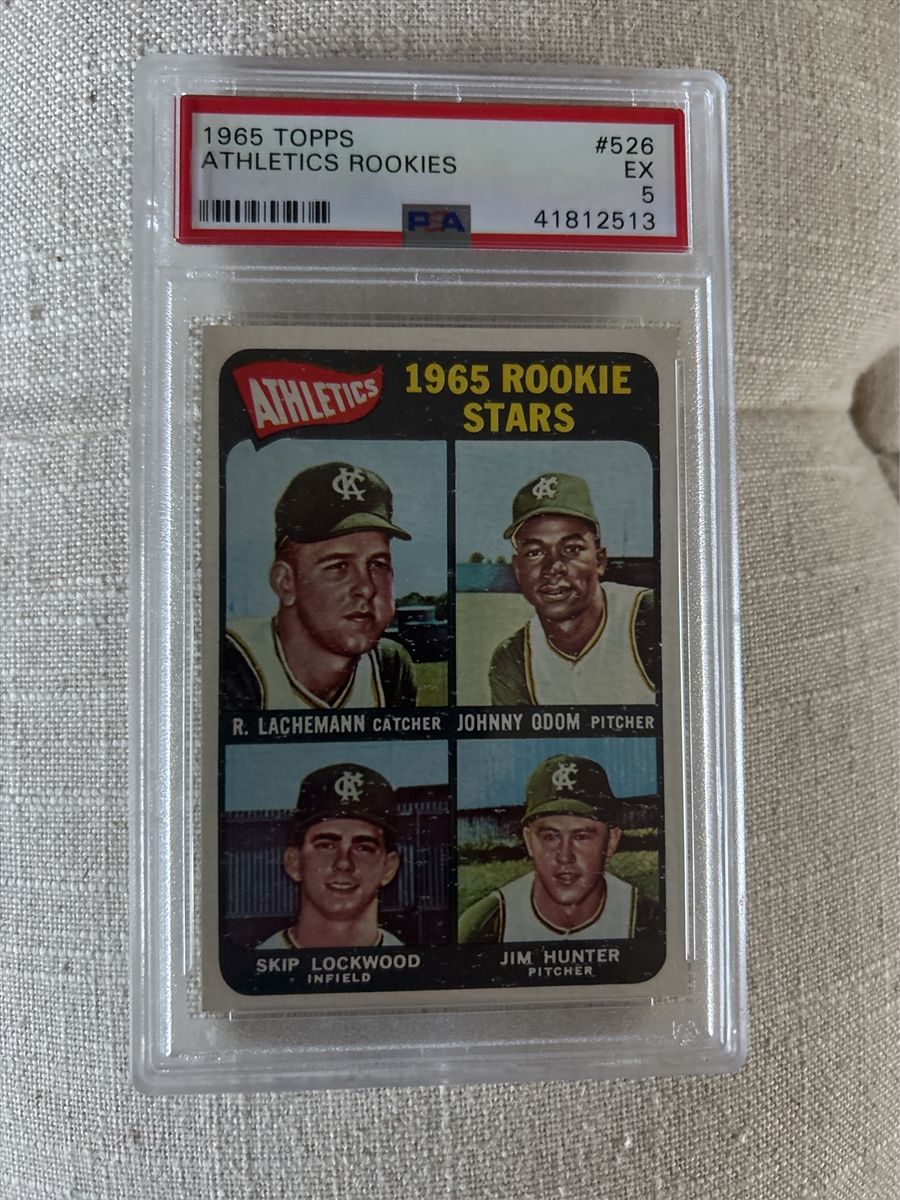 1965 TOPPS
ATHLETICS ROOKIES
#526
EX
5
PSA
41812513
ATHLETICS
1965 ROOKIE
STARS
KC
KC
R. LACHEMANN CATCHER
JOHNNY ODOM PITCHER
KC
KC
SKIP LOCKWOOD
INFIELD
JIM HUNTER
PITCHER